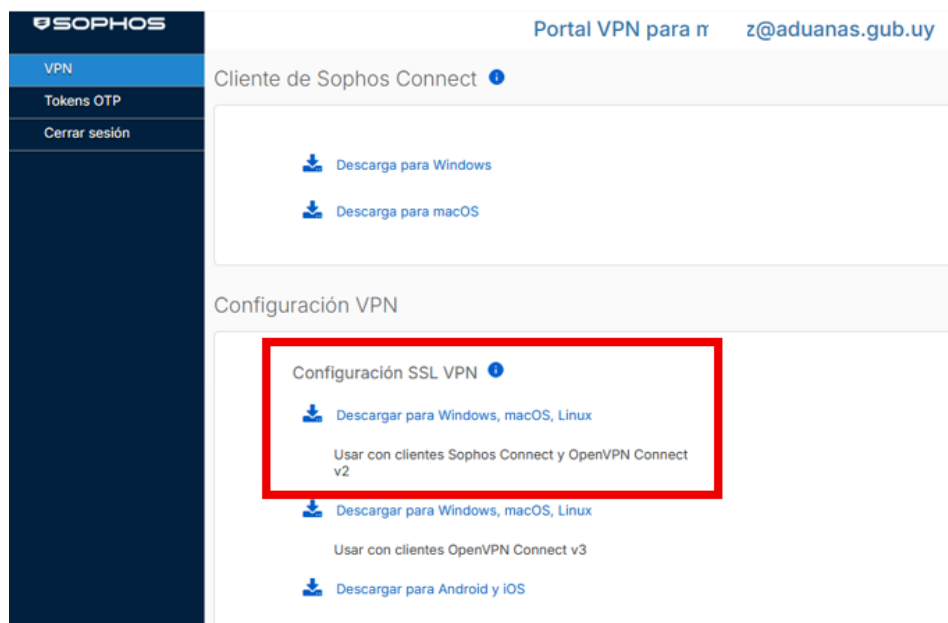 SOPHOS
Portal VPN para m z@aduanas.gub.uy
VPN
Tokens OTP
Cerrar sesión
Cliente de Sophos Connect
Descarga para Windows
Descarga para macOS
Configuración VPN
Configuración SSL VPN
Descargar para Windows, macOS, Linux
Usar con clientes Sophos Connect y OpenVPN Connect
v2
Descargar para Windows, macOS, Linux
Usar con clientes OpenVPN Connect v3
Descargar para Android y iOS